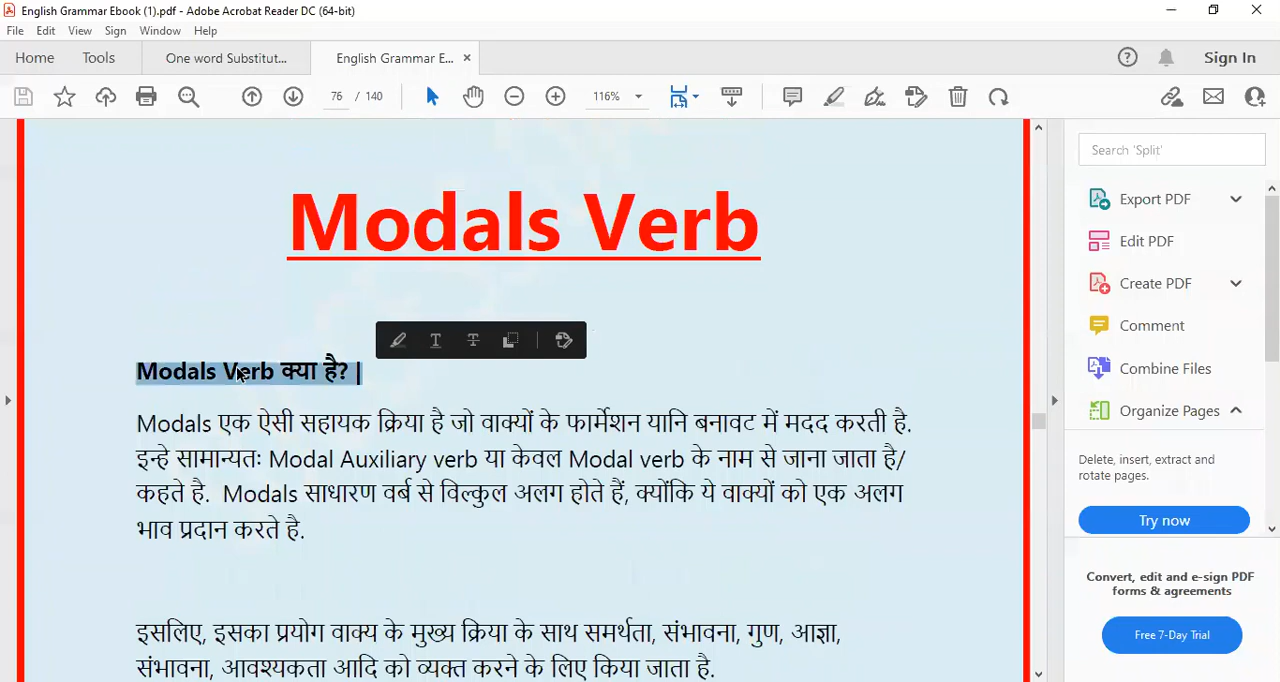 English Grammar Ebook (1).pdf - Adobe Acrobat Reader DC (64-bit)
File Edit View Sign Window Help
Home Tools One word Substitut... English Grammar E... × Sign In
76 / 140 116%
Search 'Split'
Modals Verb
Export PDF
Edit PDF
Create PDF
Comment
Combine Files
Organize Pages
Delete, insert, extract and
rotate pages.
Try now
Convert, edit and e-sign PDF
forms & agreements
Free 7-Day Trial
Modals Verb क्या है? |
Modals एक ऐसी सहायक क्रिया है जो वाक्यों के फार्मेशन यानि बनावट में मदद करती है.
इन्हे सामान्यतः Modal Auxiliary verb या केवल Modal verb के नाम से जाना जाता है/
कहते है. Modals साधारण वर्ब से विल्कुल अलग होते हैं, क्योंकि ये वाक्यों को एक अलग
भाव प्रदान करते है.
इसलिए, इसका प्रयोग वाक्य के मुख्य क्रिया के साथ समर्थता, संभावना, गुण, आज्ञा,
संभावना, आवश्यकता आदि को व्यक्त करने के लिए किया जाता है.